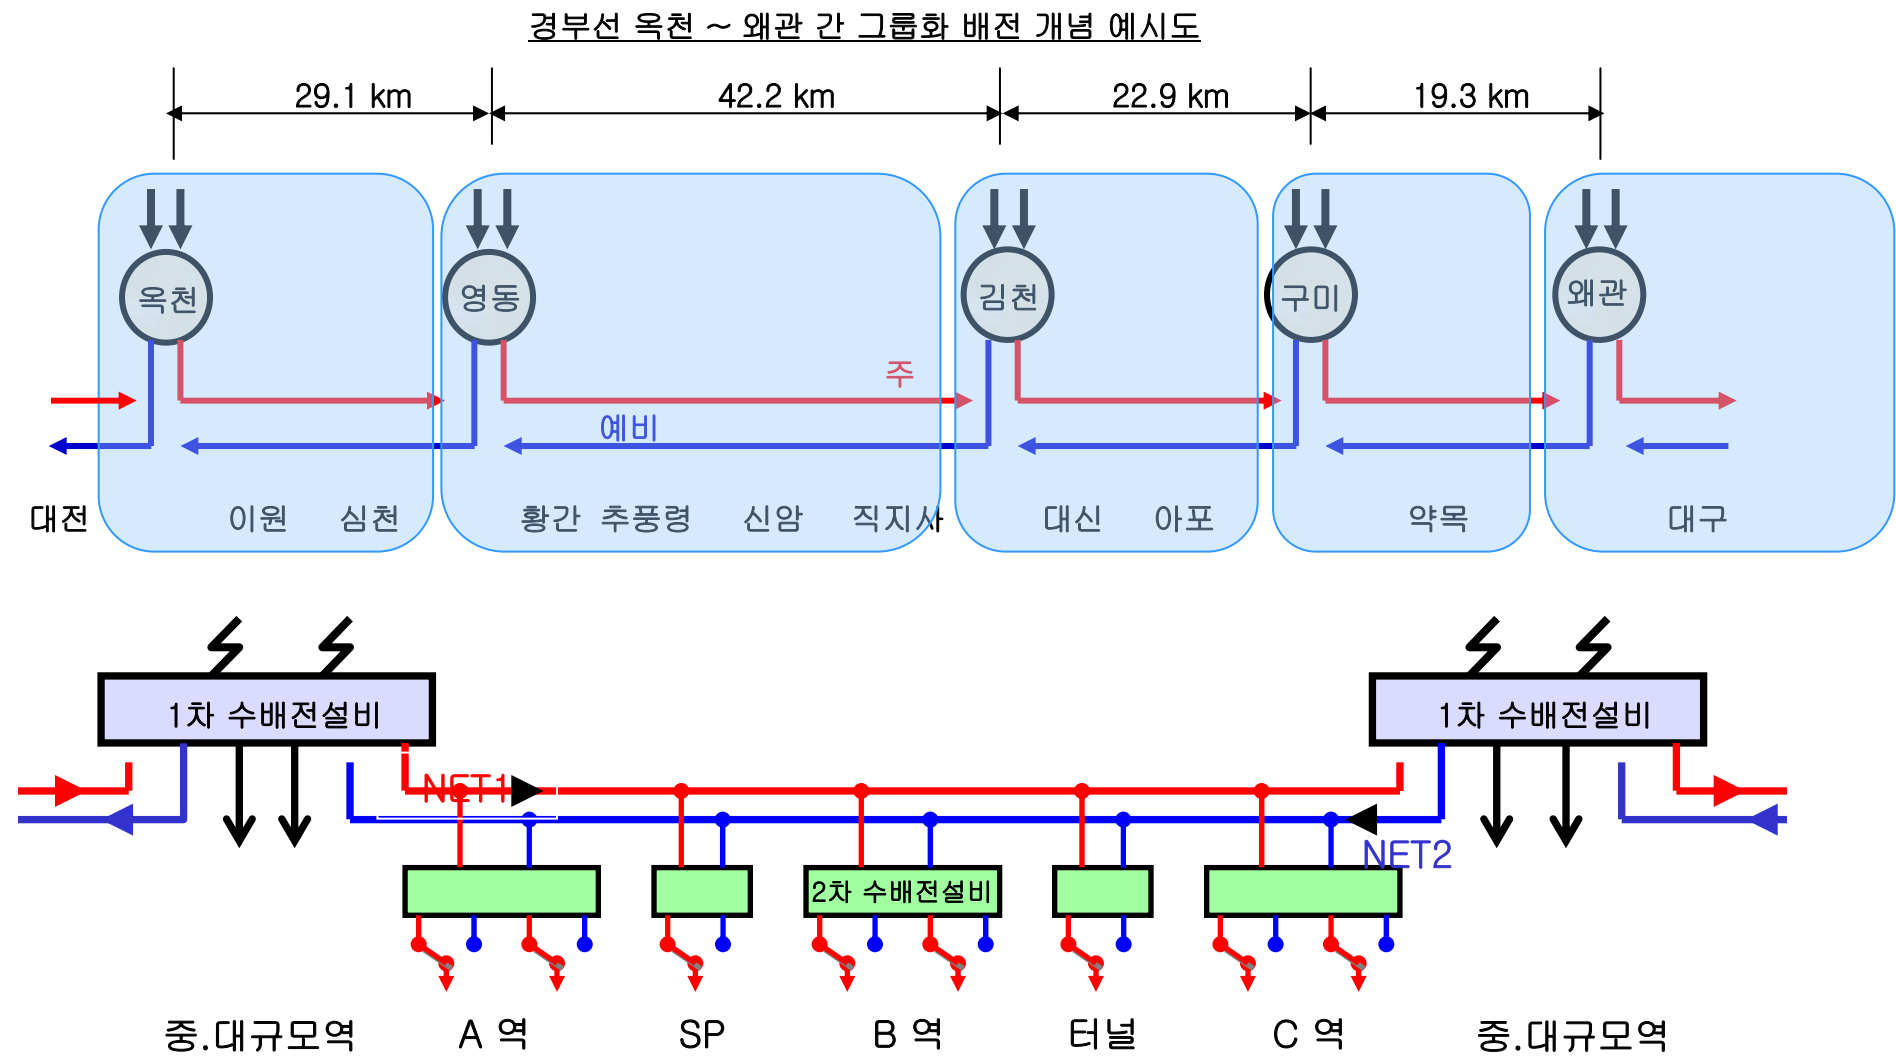 경부선 옥천 ~ 왜관 간 그룹화 배전 개념 예시도
29.1 km 42.2 km 22.9 km 19.3 km
옥천 영동 김천 구미 왜관
주
예비
대전 이원 심천 황간 추풍령 신암 직지사 대신 아포 약목 대구
1차 수배전설비 1차 수배전설비
NET1
NET2
2차 수배전설비
중.대규모역 A 역 SP B 역 터널 C 역 중.대규모역